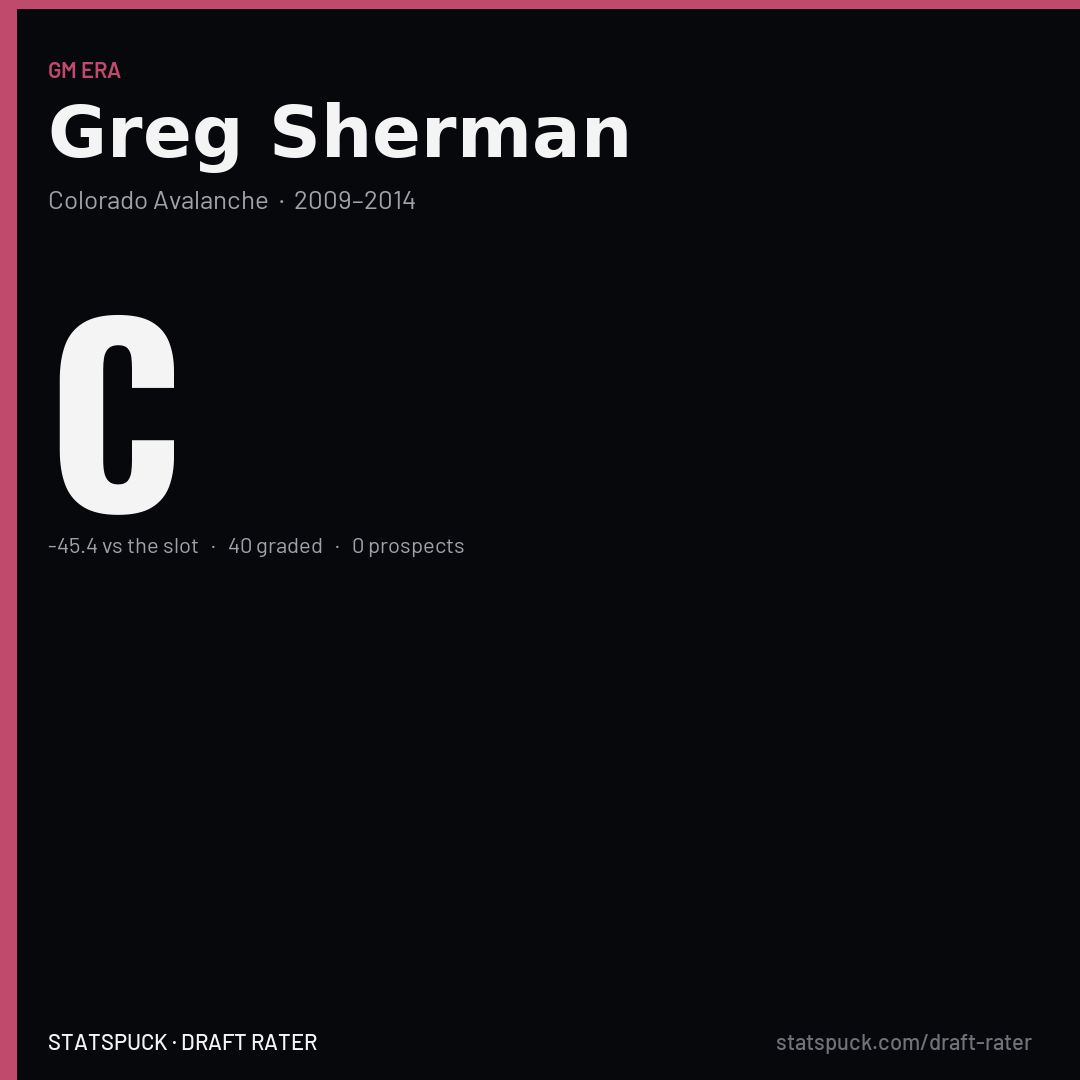 GM ERA
Greg Sherman
Colorado Avalanche · 2009–2014
C
-45.4 vs the slot · 40 graded · 0 prospects
STATSPUCK · DRAFT RATER
statspuck.com/draft-rater